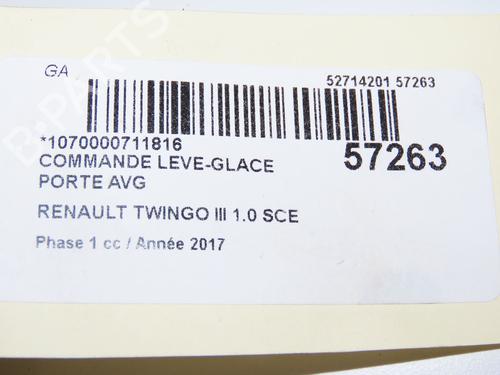 GA
52714201 57263
*1070000711816
57263
COMMANDE LEVE-GLACE
PORTE AVG
RENAULT TWINGO III 1.0 SCE
Phase 1 cc / Année 2017
B-PARTS